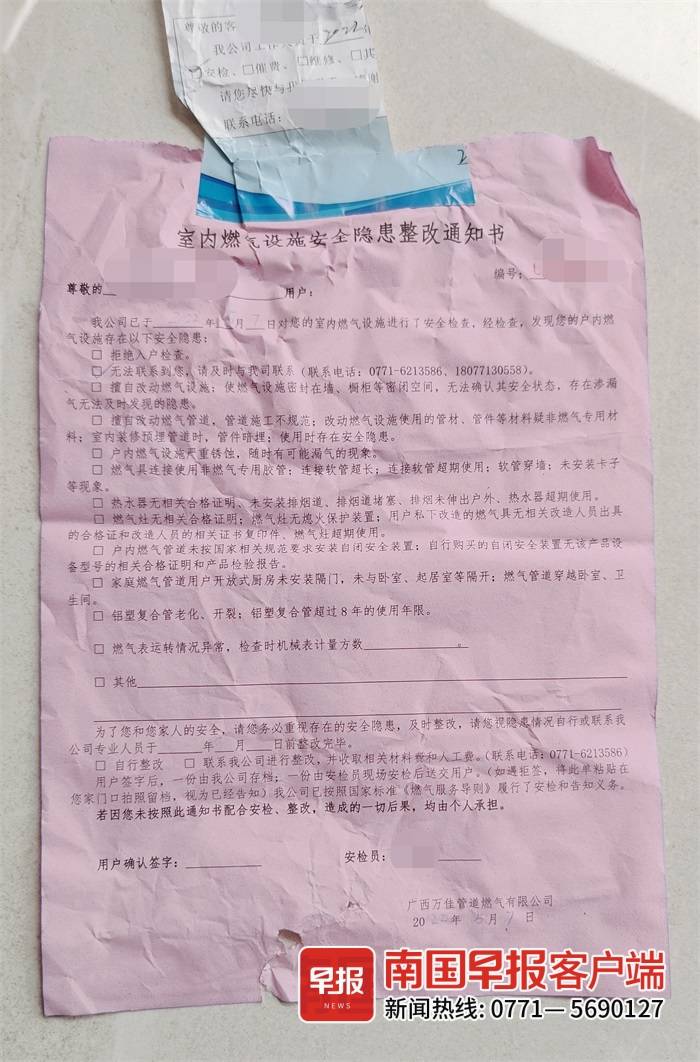 尊敬的客
我公司工 2022
☑安检、□催费、□维修、□其
请您尽快与
联系电话：
2
室内燃气设施安全隐患整改通知书
编号：
尊敬的 用户：
我公司已于 22 年 月7日对您的室内燃气设施进行了安全检查，经检查，发现您的户内燃
气设施存在以下安全隐患：
□ 拒绝入户检查。
□ 无法联系到您，请及时与我司联系（联系电话：0771-6213586、18077130558）。
□ 擅自改动燃气设施；使燃气设施密封在墙、橱柜等密闭空间，无法确认其安全状态，存在渗漏
气无法及时发现的隐患。
□ 擅自改动燃气管道，管道施工不规范；改动燃气设施使用的管材、管件等材料疑非燃气专用材
料；室内装修预埋管道时，管件暗埋；使用时存在安全隐患。
□ 户内燃气设施严重锈蚀，随时有可能漏气的现象。
□ 燃气具连接使用非燃气专用胶管；连接软管超长；连接软管超期使用；软管穿墙；未安装卡子
等现象。
□ 热水器无相关合格证明、未安装排烟道、排烟道堵塞、排烟未伸出户外、热水器超期使用。
□ 燃气灶无相关合格证明；燃气灶无熄火保护装置；用户私下改造的燃气具无相关改造人员出具
的合格证和改造人员的相关证书复印件、燃气灶超期使用。
□ 户内燃气管道未按国家相关规范要求安装自闭安全装置；自行购买的自闭安全装置无该产品设
备型号的相关合格证明和产品检验报告。
□ 家庭燃气管道用户开放式厨房未安装隔门，未与卧室、起居室等隔开；燃气管道穿越卧室、卫
生间。
□ 铝塑复合管老化、开裂；铝塑复合管超过8年的使用年限。
□ 燃气表运转情况异常，检查时机械表计量方数 。
□ 其他
为了您和您家人的安全，请您务必重视存在的安全隐患，及时整改，请您视隐患情况自行或联系我
公司专业人员于 年 月 日前整改完毕。
□ 自行整改 □ 联系我公司进行整改，并收取相关材料费和人工费。（联系电话：0771-6213586）
用户签字后，一份由我公司存档；一份由安检员现场安检后送交用户。（如遇拒签，将此单粘贴在
您家门口拍照留档，视为已经告知）我公司已按照国家标准《燃气服务导则》履行了安检和告知义务。
若因您未按照此通知书配合安检、整改，造成的一切后果，均由个人承担。
用户确认签字： 安检员：
广西万佳管道燃气有限公司
2022年 月7日
早报 NEWS 南国早报客户端
新闻热线: 0771—5690127